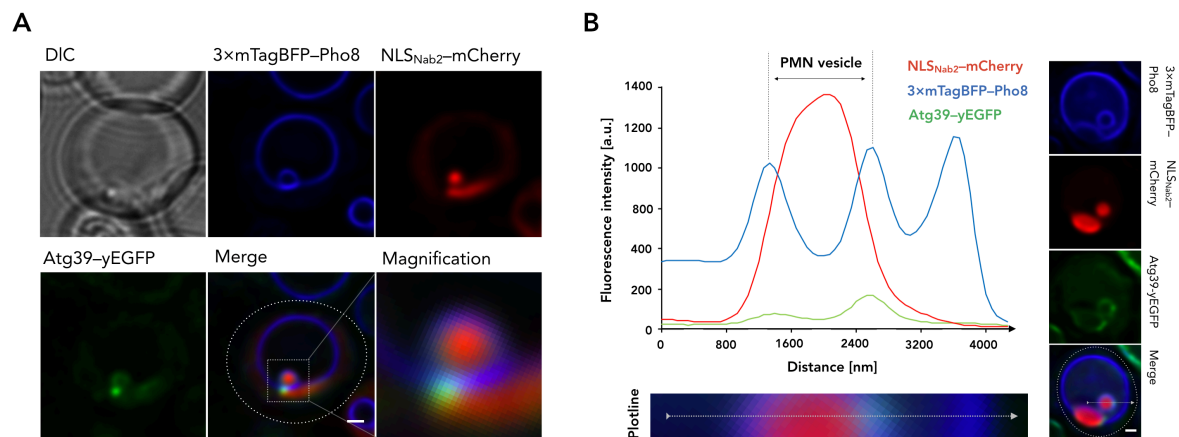 A
DIC
3×mTagBFP–Pho8
NLSNab2–mCherry
Atg39–yEGFP
Merge
Magnification
B
PMN vesicle
NLSNab2–mCherry
3×mTagBFP–Pho8
Atg39–yEGFP
Fluorescence intensity [a.u.]
1400
1200
1000
800
400
200
0
0
800
1600
2400
3200
4000
Distance [nm]
Plotline
3×mTagBFP–
Pho8
NLSNab2–
mCherry
Atg39-yEGFP
Merge